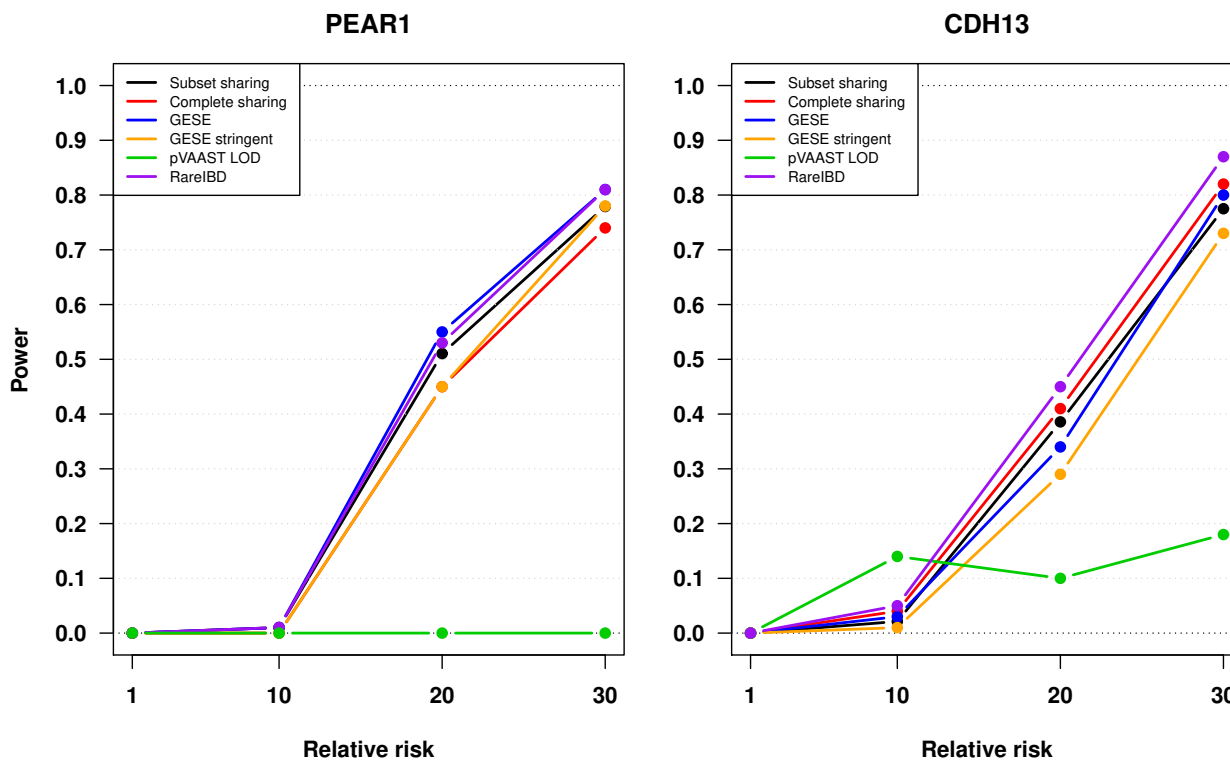 PEAR1
Subset sharing
Complete sharing
GESE
GESE stringent
pVAAST LOD
RareIBD
1.0
0.9
0.8
0.7
0.6
0.5
0.4
0.3
0.2
0.1
0.0
Power
1 10 20 30
Relative risk
CDH13
Subset sharing
Complete sharing
GESE
GESE stringent
pVAAST LOD
RareIBD
1.0
0.9
0.8
0.7
0.6
0.5
0.4
0.3
0.2
0.1
0.0
1 10 20 30
Relative risk